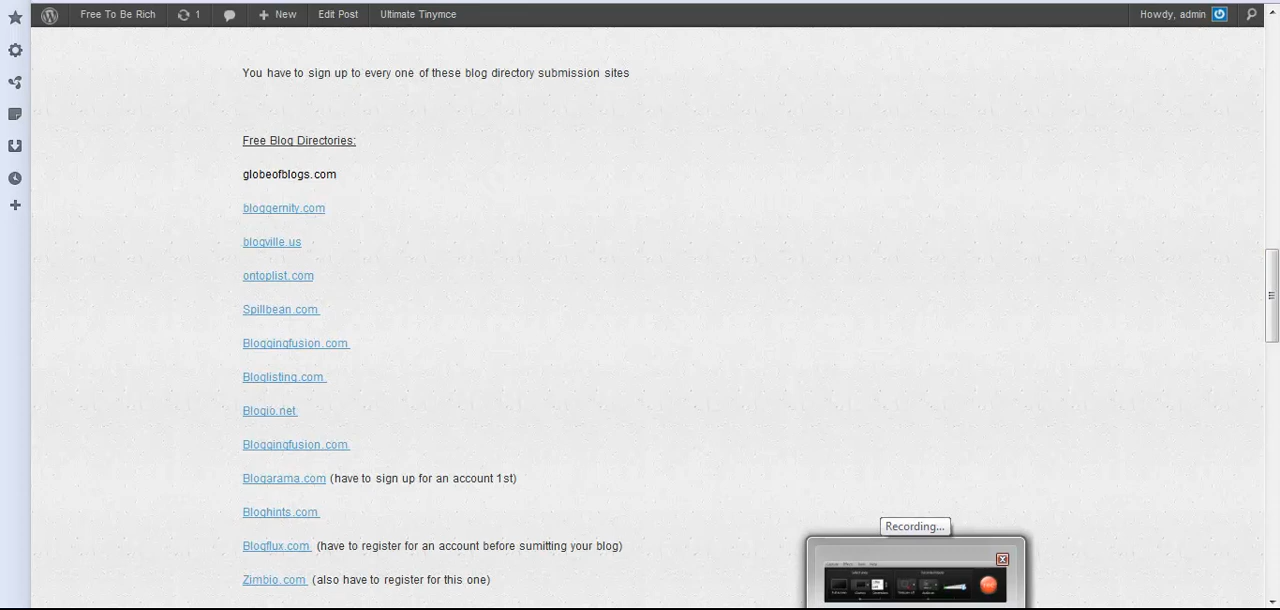 Free To Be Rich 1 New Edit Post Ultimate Tinymce Howdy, admin
You have to sign up to every one of these blog directory submission sites
Free Blog Directories:
globeofblogs.com
bloggernity.com
blogville.us
ontoplist.com
Spillbean.com
Bloggingfusion.com
Bloglisting.com
Blogio.net
Bloggingfusion.com
Blogarama.com (have to sign up for an account 1st)
Bloghints.com
Recording...
Blogflux.com (have to register for an account before sumitting your blog)
Zimbio.com (also have to register for this one)